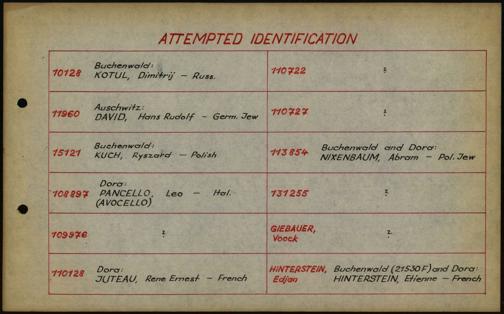 ATTEMPTED IDENTIFICATION
10128 Buchenwald:
KOTUL, Dimitrij – Russ.
110722 ?
11960 Auschwitz:
DAVID, Hans Rudolf – Germ. Jew
110727 ?
15121 Buchenwald:
KUCH, Ryszard – Polish
113854 Buchenwald and Dora:
NIXENBAUM, Abram – Pol. Jew
108897 Dora:
PANCELLO, Leo – Ital.
(AVOCELLO)
131255 ?
109976 ?
GIEBAUER, ?
Voock
110128 Dora:
JUTEAU, Rene Ernest – French
HINTERSTEIN, Buchenwald (21530F) and Dora:
Edjan HINTERSTEIN, Etienne – French